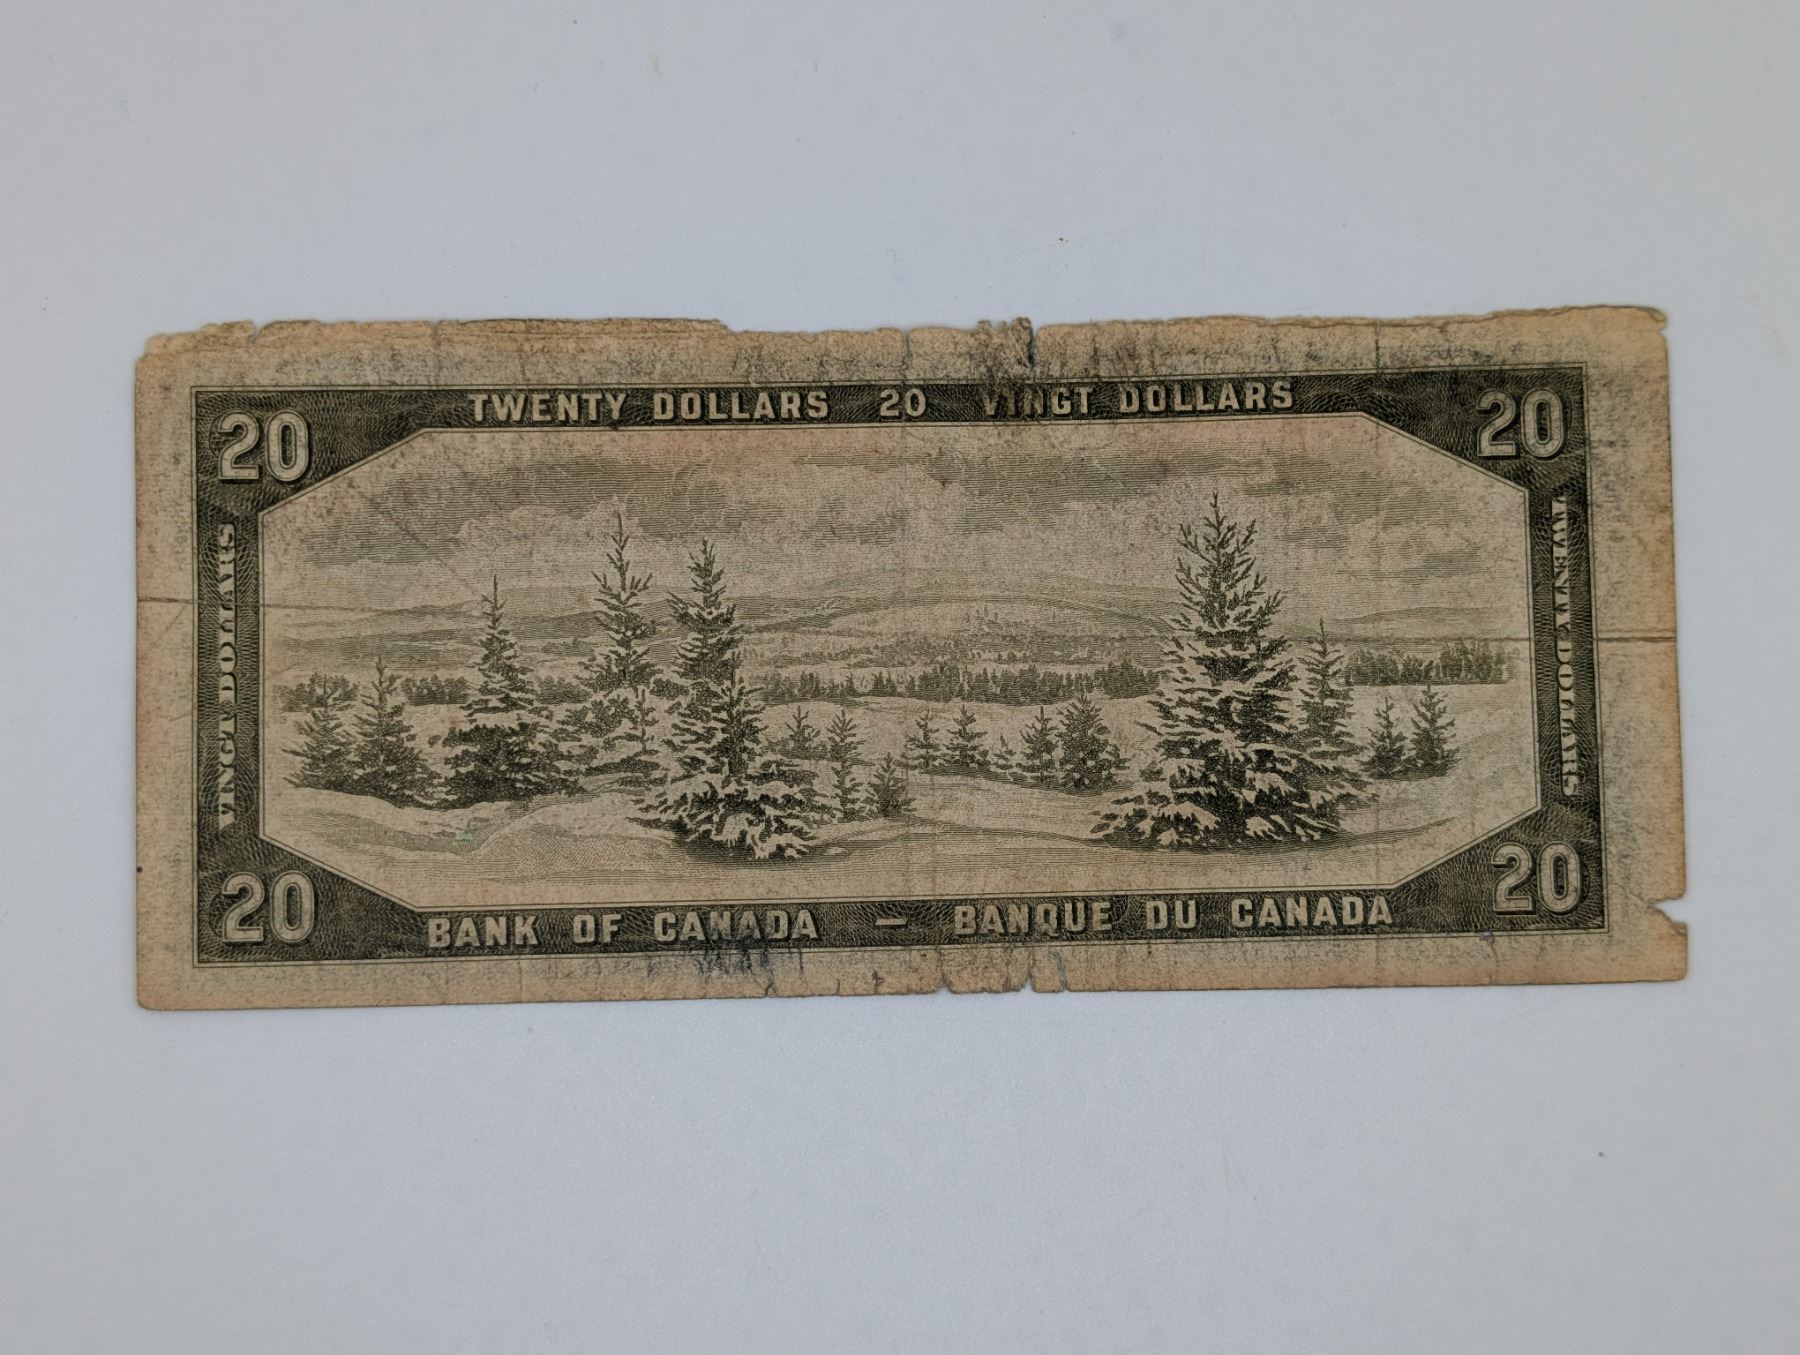 TWENTY DOLLARS 20 VINGT DOLLARS
20
20
VINGT DOLLARS
TWENTY DOLLARS
20
20
BANK OF CANADA — BANQUE DU CANADA